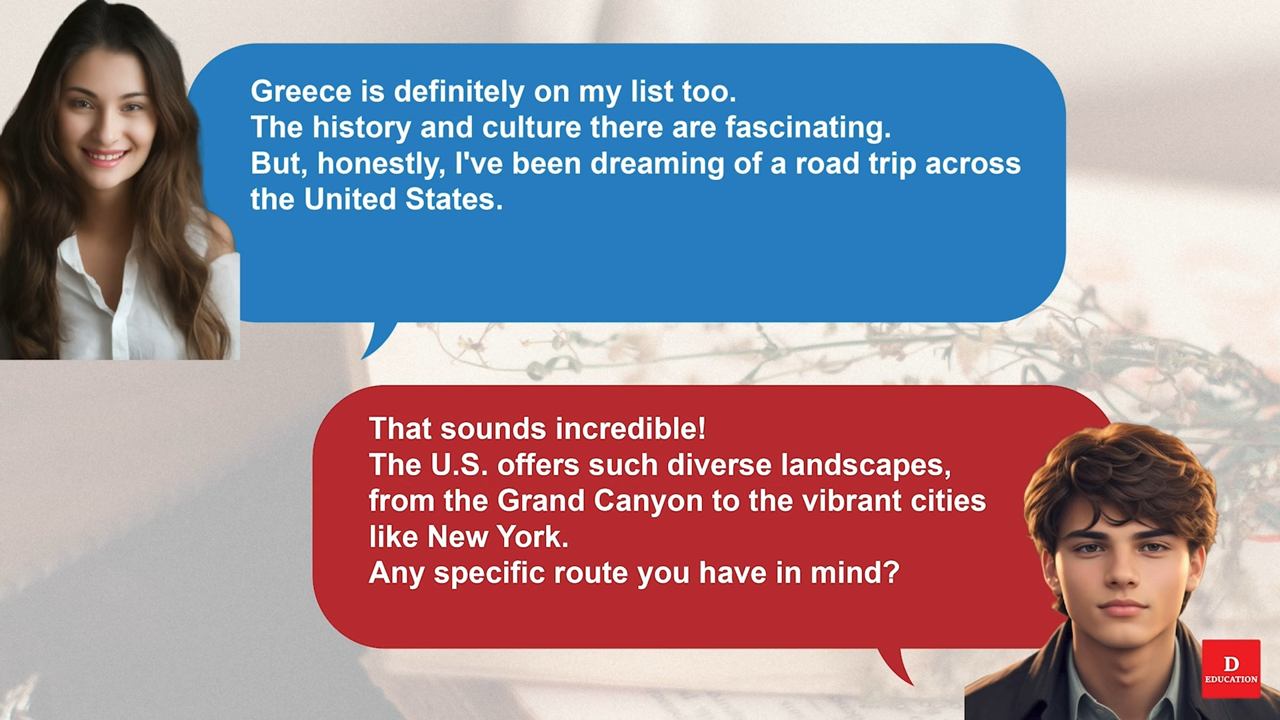 Greece is definitely on my list too.
The history and culture there are fascinating.
But, honestly, I've been dreaming of a road trip across
the United States.
That sounds incredible!
The U.S. offers such diverse landscapes,
from the Grand Canyon to the vibrant cities
like New York.
Any specific route you have in mind?
D
EDUCATION